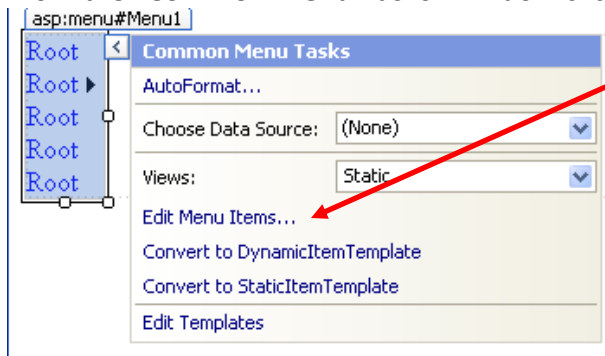 asp:menu#Menu1
Root
Root
Root
Root
Root
Common Menu Tasks
AutoFormat...
Choose Data Source: (None)
Views: Static
Edit Menu Items...
Convert to DynamicItemTemplate
Convert to StaticItemTemplate
Edit Templates